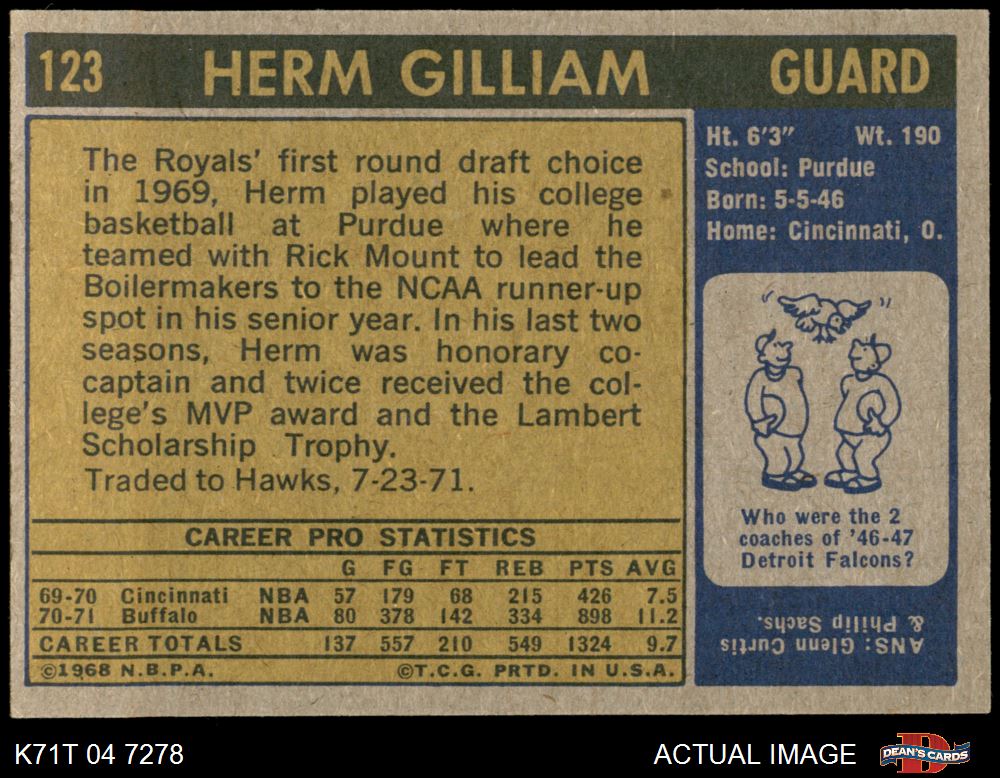 123 HERM GILLIAM GUARD
The Royals' first round draft choice
in 1969, Herm played his college
basketball at Purdue where he
teamed with Rick Mount to lead the
Boilermakers to the NCAA runner-up
spot in his senior year. In his last two
seasons, Herm was honorary co-
captain and twice received the col-
lege's MVP award and the Lambert
Scholarship Trophy.
Traded to Hawks, 7-23-71.
CAREER PRO STATISTICS
G FG FT REB PTS AVG
69-70 Cincinnati NBA 57 179 68 215 426 7.5
70-71 Buffalo NBA 80 378 142 334 898 11.2
CAREER TOTALS 137 557 210 549 1324 9.7
©1968 N.B.P.A. ©T.C.G. PRTD. IN U.S.A.
Ht. 6'3" Wt. 190
School: Purdue
Born: 5-5-46
Home: Cincinnati, O.
Who were the 2
coaches of '46-47
Detroit Falcons?
ANS: Glenn Curtis
& Philip Sachs.
K71T 04 7278
ACTUAL IMAGE
DEAN'S CARDS